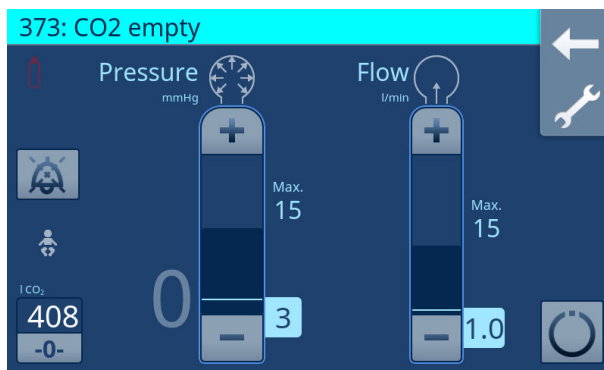 373: CO2 empty
Pressure
mmHg
Flow
l/min
Max.
15
Max.
15
0
3
1.0
l CO₂
408
-0-